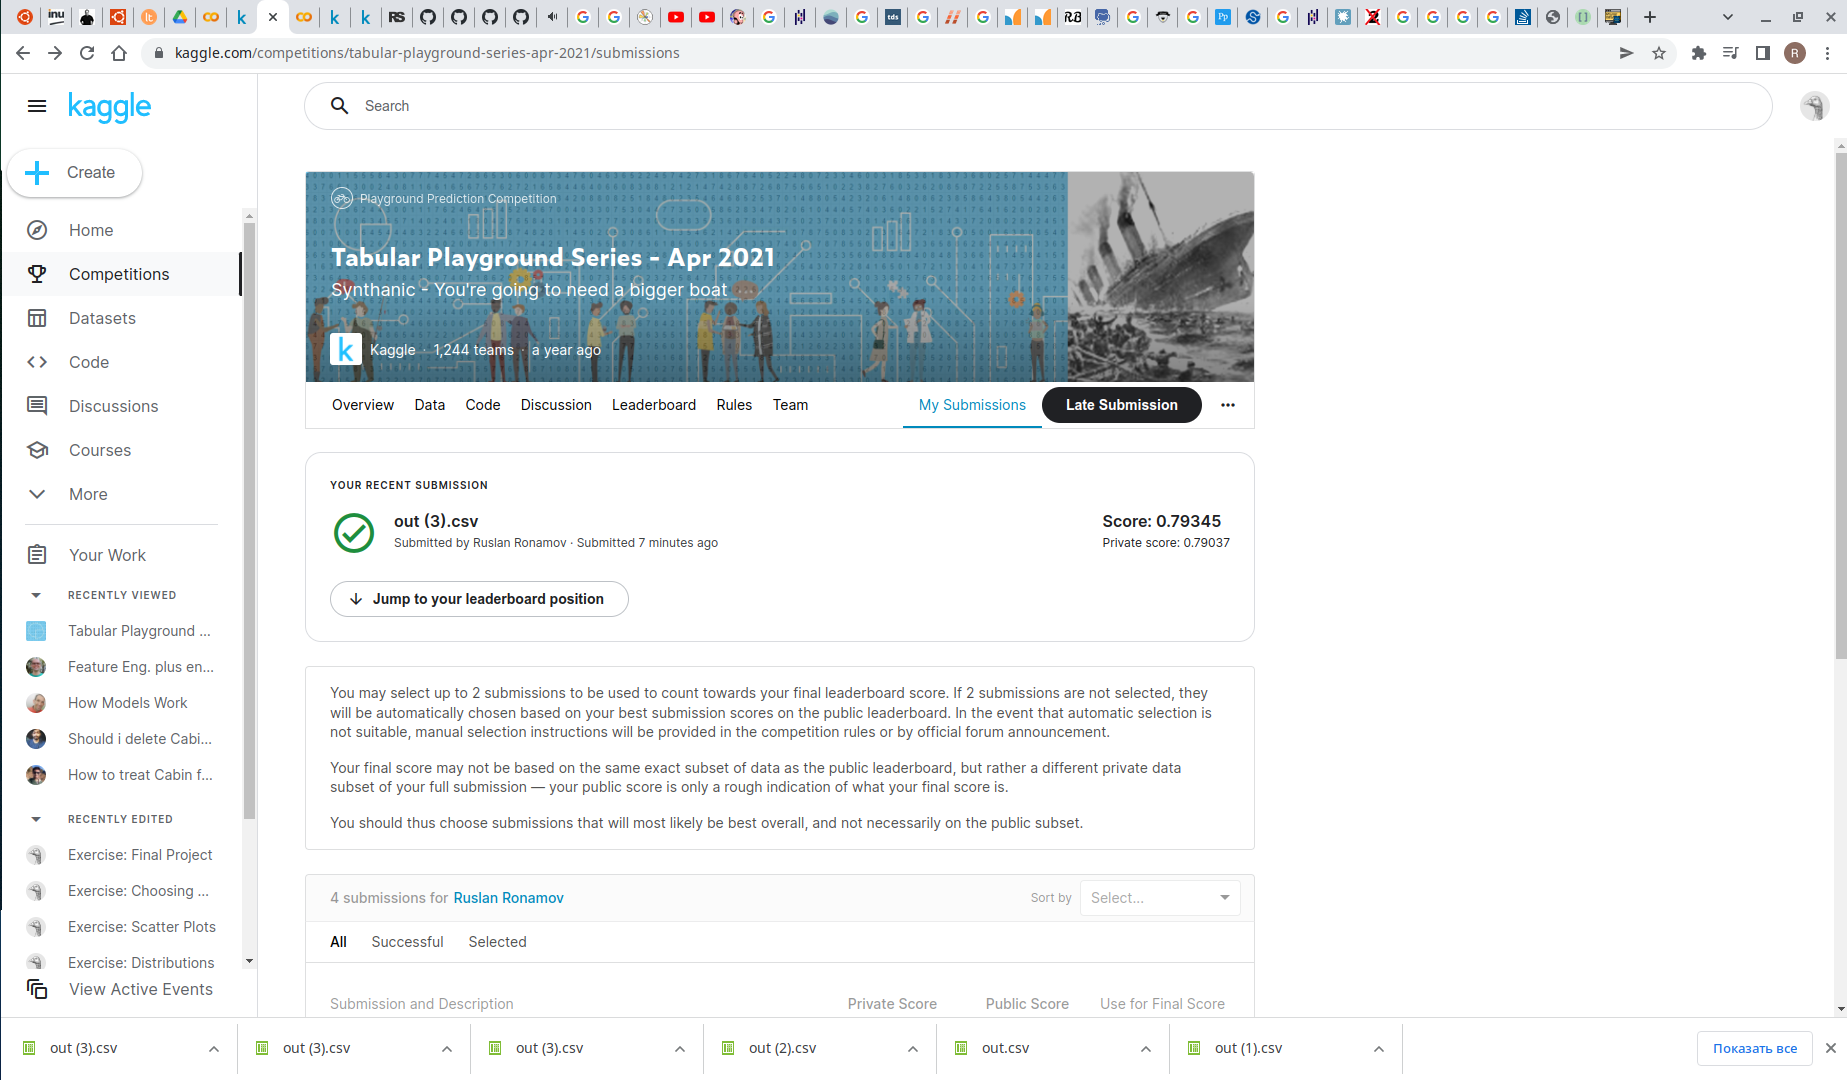 kaggle.com/competitions/tabular-playground-series-apr-2021/submissions
R
kaggle
Search
Create
Home
Competitions
Datasets
Code
Discussions
Courses
More
Your Work
RECENTLY VIEWED
Tabular Playground ...
Feature Eng. plus en...
How Models Work
Should i delete Cabi...
How to treat Cabin f...
RECENTLY EDITED
Exercise: Final Project
Exercise: Choosing ...
Exercise: Scatter Plots
Exercise: Distributions
View Active Events
Playground Prediction Competition
Tabular Playground Series - Apr 2021
Synthanic - You're going to need a bigger boat
k
Kaggle · 1,244 teams · a year ago
Overview Data Code Discussion Leaderboard Rules Team My Submissions Late Submission
YOUR RECENT SUBMISSION
out (3).csv
Submitted by Ruslan Ronamov · Submitted 7 minutes ago
Score: 0.79345
Private score: 0.79037
Jump to your leaderboard position
You may select up to 2 submissions to be used to count towards your final leaderboard score. If 2 submissions are not selected, they
will be automatically chosen based on your best submission scores on the public leaderboard. In the event that automatic selection is
not suitable, manual selection instructions will be provided in the competition rules or by official forum announcement.
Your final score may not be based on the same exact subset of data as the public leaderboard, but rather a different private data
subset of your full submission — your public score is only a rough indication of what your final score is.
You should thus choose submissions that will most likely be best overall, and not necessarily on the public subset.
4 submissions for Ruslan Ronamov
Sort by Select...
All Successful Selected
Submission and Description Private Score Public Score Use for Final Score
out (3).csv out (3).csv out (3).csv out (2).csv out.csv out (1).csv Показать все